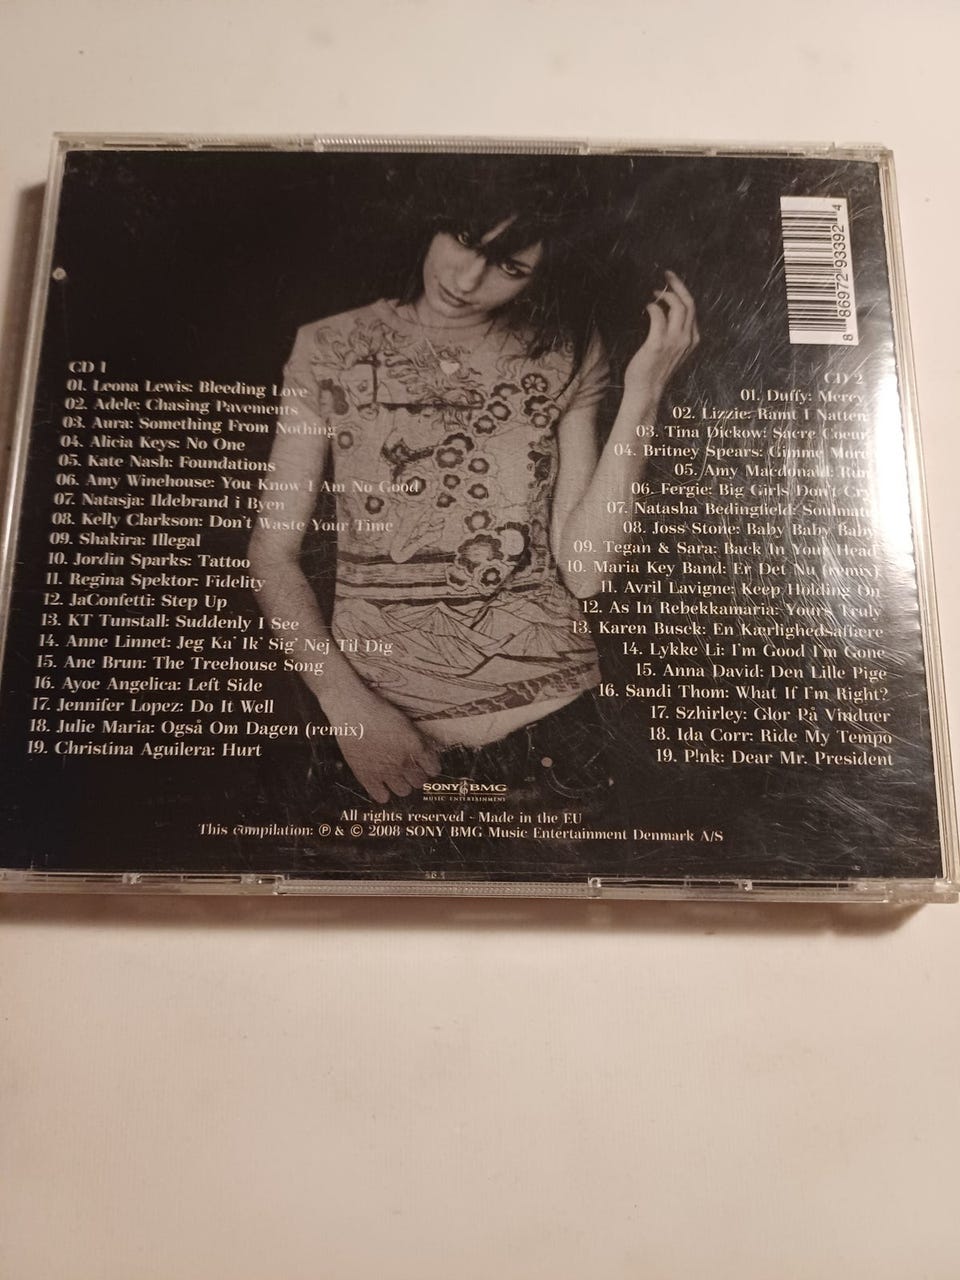 CD 1
01. Leona Lewis: Bleeding Love
02. Adele: Chasing Pavements
03. Aura: Something From Nothing
04. Alicia Keys: No One
05. Kate Nash: Foundations
06. Amy Winehouse: You Know I Am No Good
07. Natasja: Ildebrand i Byen
08. Kelly Clarkson: Don't Waste Your Time
09. Shakira: Illegal
10. Jordin Sparks: Tattoo
11. Regina Spektor: Fidelity
12. JaConfetti: Step Up
13. KT Tunstall: Suddenly I See
14. Anne Linnet: Jeg Ka' Ik' Sig' Nej Til Dig
15. Ane Brun: The Treehouse Song
16. Ayoe Angelica: Left Side
17. Jennifer Lopez: Do It Well
18. Julie Maria: Også Om Dagen (remix)
19. Christina Aguilera: Hurt
CD 2
01. Duffy: Mercy
02. Lizzie: Ramt I Natten
03. Tina Dickow: Sacre Coeur
04. Britney Spears: Gimme More
05. Amy Macdonald: Run
06. Fergie: Big Girls Don't Cry
07. Natasha Bedingfield: Soulmate
08. Joss Stone: Baby Baby Baby
09. Tegan & Sara: Back In Your Head
10. Maria Key Band: Er Det Nu (remix)
11. Avril Lavigne: Keep Holding On
12. As In Rebekkamaria: Yours Truly
13. Karen Busck: En Kærlighedsaffære
14. Lykke Li: I'm Good I'm Gone
15. Anna David: Den Lille Pige
16. Sandi Thom: What If I'm Right?
17. Szhirley: Glor På Vinduer
18. Ida Corr: Ride My Tempo
19. P!nk: Dear Mr. President
8 86972 93392 4
SONY BMG
MUSIC ENTERTAINMENT
All rights reserved - Made in the EU
This compilation: ℗ & © 2008 SONY BMG Music Entertainment Denmark A/S